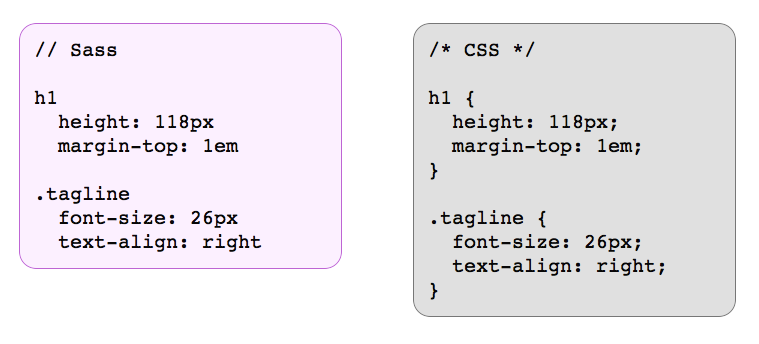 // Sass
h1
  height: 118px
  margin-top: 1em
.tagline
  font-size: 26px
  text-align: right
/* CSS */
h1 {
  height: 118px;
  margin-top: 1em;
}
.tagline {
  font-size: 26px;
  text-align: right;
}